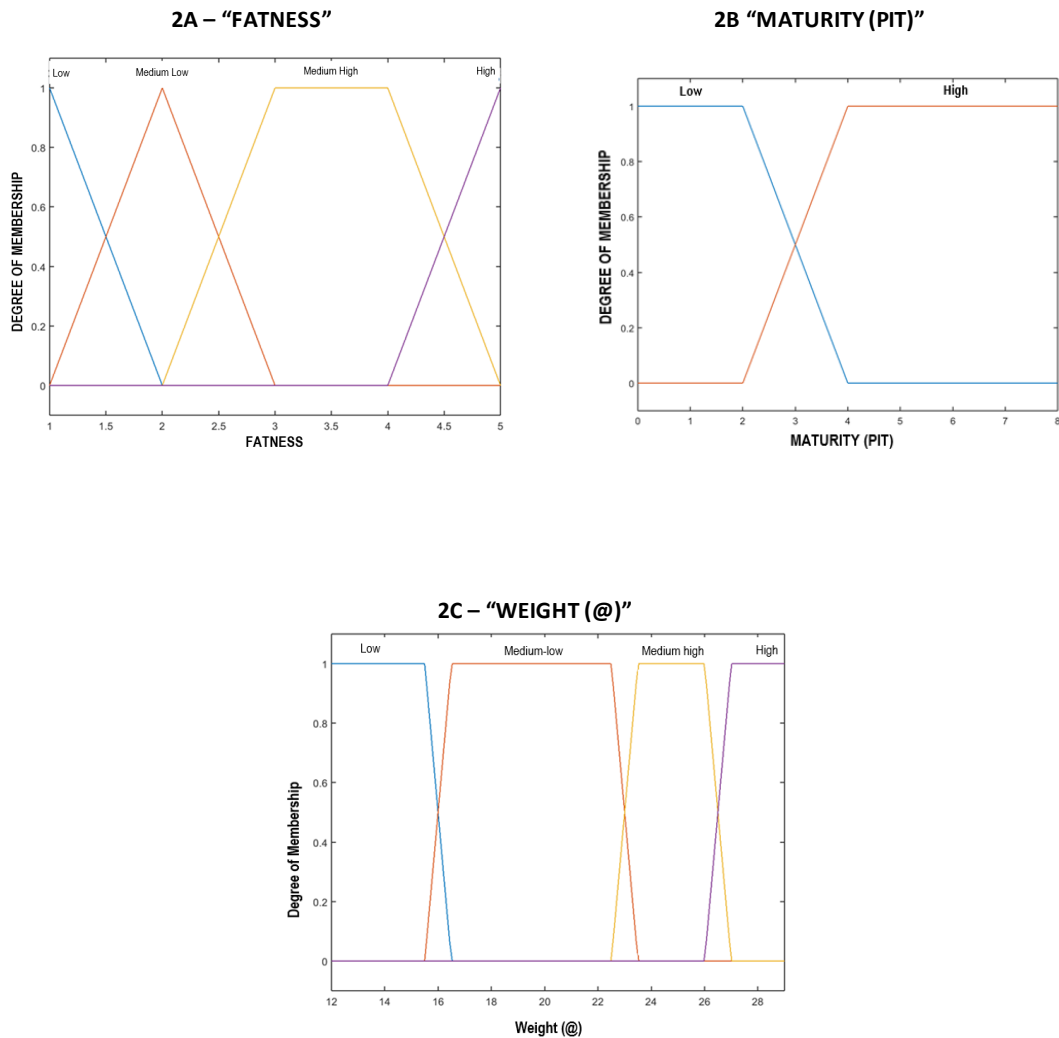 2A – “FATNESS”
2B “MATURITY (PIT)”
: Low
Medium Low
Medium High
High
1
0.8
0.6
0.4
0.2
0
DEGREE OF MEMBERSHIP
1 1.5 2 2.5 3 3.5 4 4.5 5
FATNESS
Low
High
1
0.8
0.6
0.4
0.2
0
DEGREE OF MEMBERSHIP
0 1 2 3 4 5 6 7 8
MATURITY (PIT)
2C – “WEIGHT (@)”
Low
Medium-low
Medium high
High
1
0.8
0.6
0.4
0.2
0
Degree of Membership
12 14 16 18 20 22 24 26 28
Weight (@)